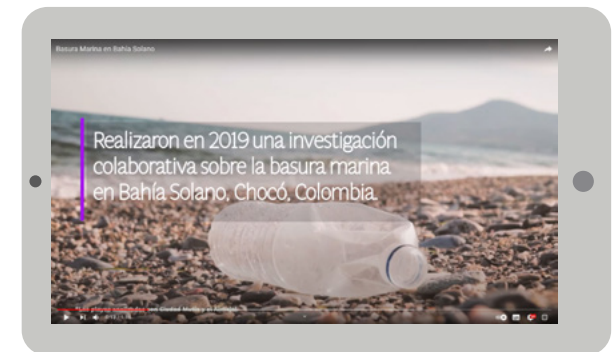 Basura Marina en Bahía Solano
Realizaron en 2019 una investigación
colaborativa sobre la basura marina
en Bahía Solano, Chocó, Colombia.